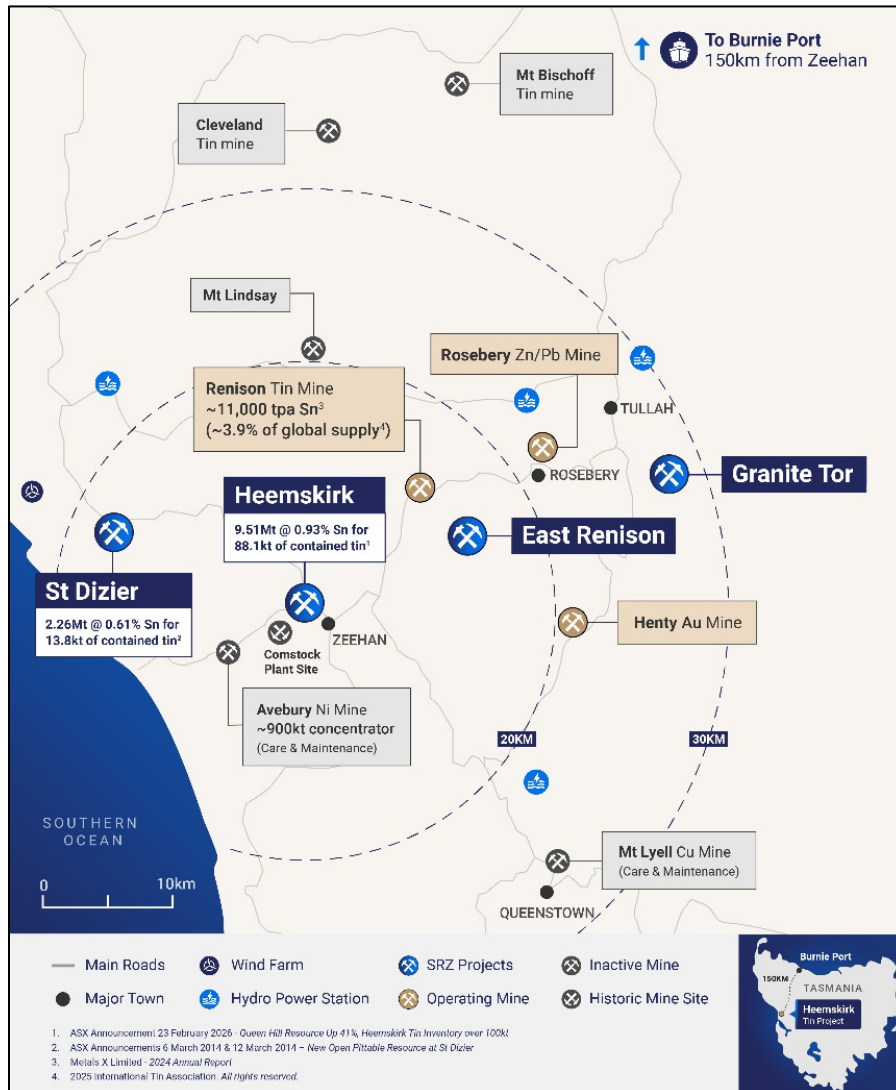 To Burnie Port
150km from Zeehan
Mt Bischoff
Tin mine
Cleveland
Tin mine
Mt Lindsay
Rosebery Zn/Pb Mine
Renison Tin Mine
~11,000 tpa Sn³
(~3.9% of global supply⁴)
TULLAH
ROSEBERY
Granite Tor
Heemskirk
9.51Mt @ 0.93% Sn for
88.1kt of contained tin¹
East Renison
St Dizier
2.26Mt @ 0.61% Sn for
13.8kt of contained tin²
Henty Au Mine
ZEEHAN
Comstock
Plant Site
Avebury Ni Mine
~900kt concentrator
(Care & Maintenance)
20KM
30KM
SOUTHERN
OCEAN
0 10km
Mt Lyell Cu Mine
(Care & Maintenance)
QUEENSTOWN
Main Roads
Wind Farm
SRZ Projects
Inactive Mine
Major Town
Hydro Power Station
Operating Mine
Historic Mine Site
1. ASX Announcement 23 February 2026 - Queen Hill Resource Up 41%, Heemskirk Tin Inventory over 100kt
2. ASX Announcements 6 March 2014 & 12 March 2014 – New Open Pittable Resource at St Dizier
3. Metals X Limited - 2024 Annual Report
4. 2025 International Tin Association. All rights reserved.
Burnie Port
150KM
TASMANIA
Heemskirk
Tin Project